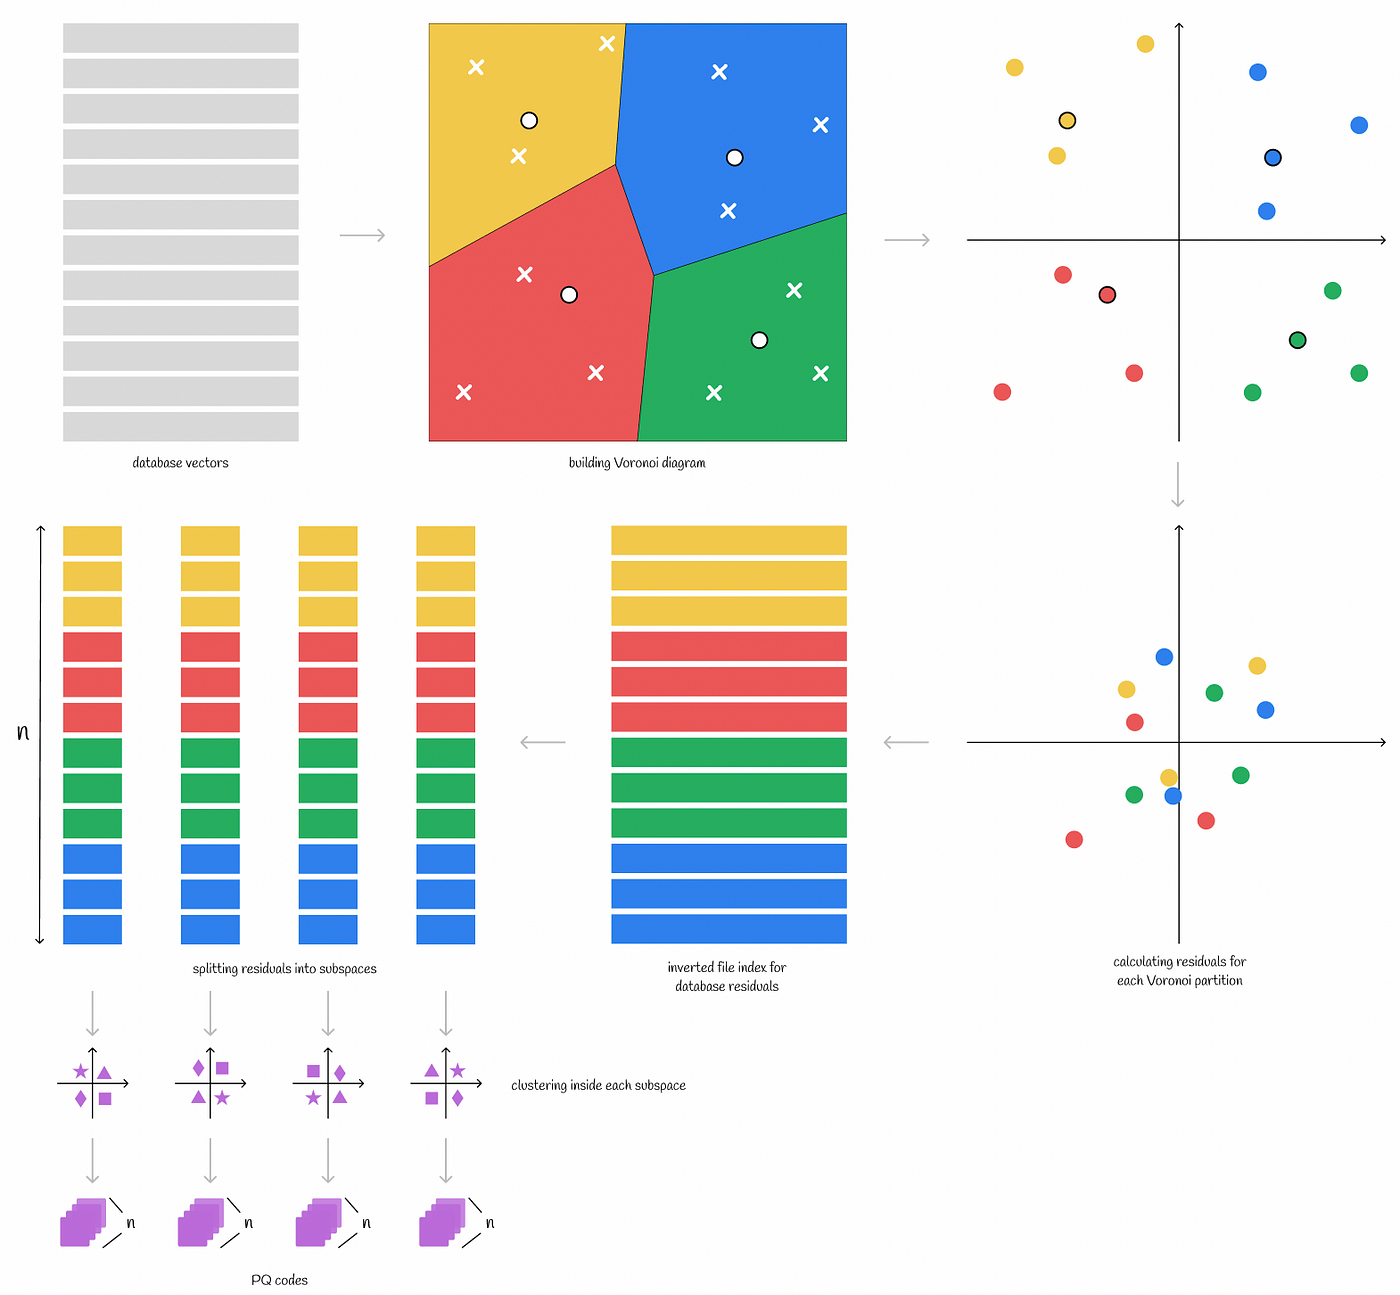 database vectors
building Voronoi diagram
n
splitting residuals into subspaces
inverted file index for
database residuals
calculating residuals for
each Voronoi partition
clustering inside each subspace
n
n
n
n
PQ codes